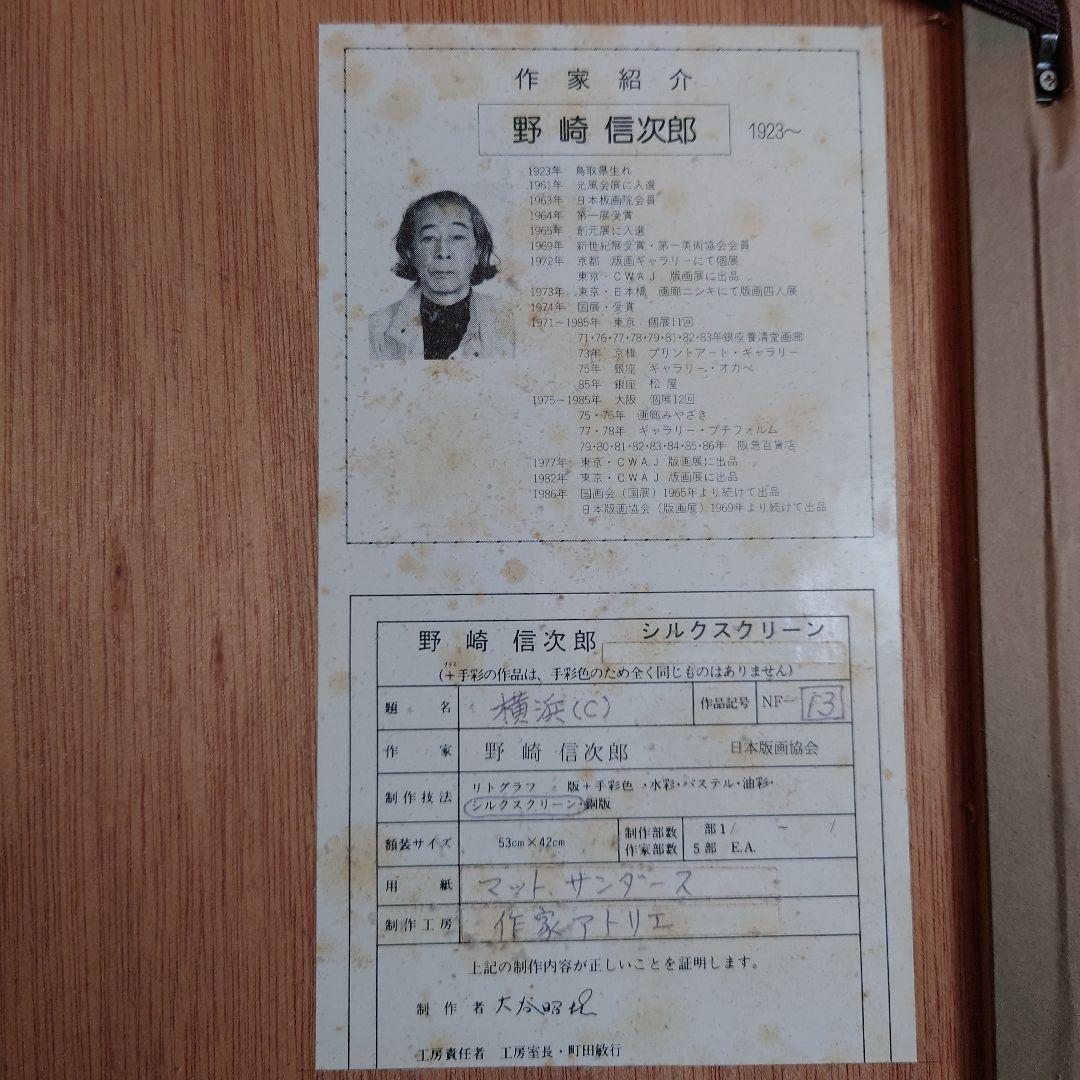 作家紹介
野崎信次郎 1923～
1923年 鳥取県生れ
1961年 光風会展に入選
1963年 日本板画院会員
1964年 第一展受賞
1965年 創元展に入選
1969年 新世紀展受賞・第一美術協会会員
1972年 京都 版画ギャラリーにて個展
東京・CWAJ 版画展に出品
1973年 東京・日本橋 画廊ニシキにて版画四人展
1974年 国展・受賞
1971～1985年 東京 個展11回
71・76・77・78・79・81・82・83年銀座養清堂画廊
73年 京橋 プリントアート・ギャラリー
75年 銀座 ギャラリー・オカベ
85年 銀座 松屋
1975～1985年 大阪 個展12回
75・76年 画廊みやざき
77・78年 ギャラリー・プチフォルム
79・80・81・82・83・84・85・86年 阪急百貨店
1977年 東京・CWAJ 版画展に出品
1982年 東京・CWAJ 版画展に出品
1986年 国画会（国展）1965年より続けて出品
日本版画協会（版画展）1969年より続けて出品
野崎 信次郎 シルクスクリーン
プラス
(＋手彩の作品は、手彩色のため全く同じものはありません)
題名 横浜(C) 作品記号 NF-13
作家 野崎信次郎 日本版画協会
制作技法 リトグラフ 版＋手彩色・水彩・パステル・油彩・
シルクスクリーン・銅版
額装サイズ 53cm×42cm 制作部数 部1/ ～ /
作家部数 5部 E.A.
用紙 マット、サンダース
制作工房 作家アトリエ
上記の制作内容が正しいことを証明します。
制作者
工房責任者 工房室長・町田敏行